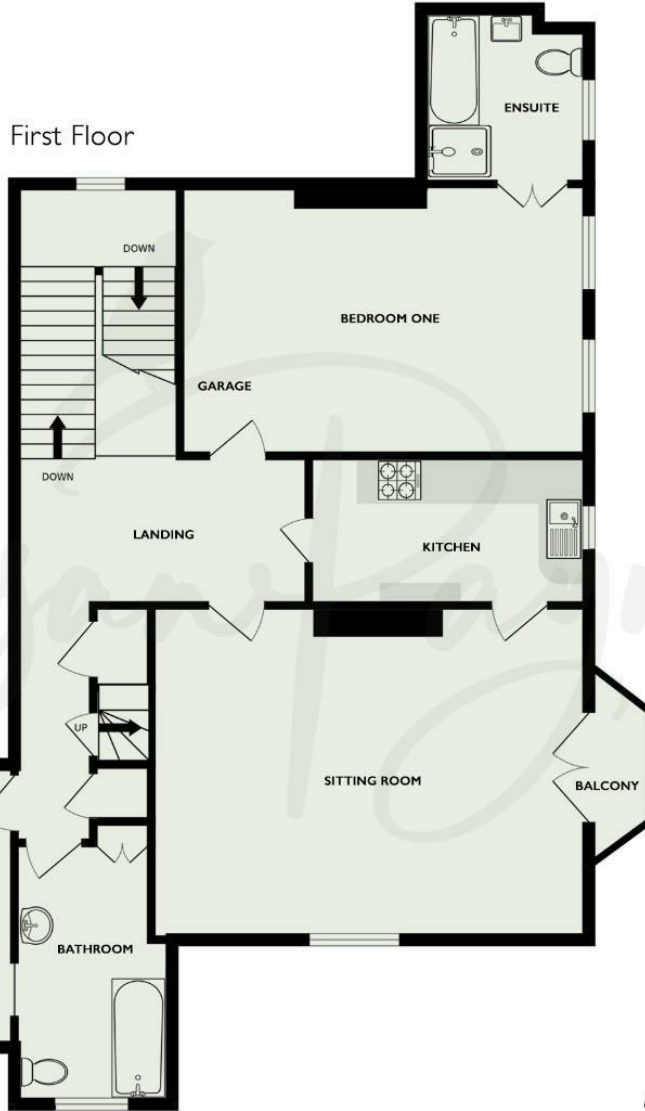 First Floor
ENSUITE
DOWN
BEDROOM ONE
GARAGE
DOWN
LANDING
KITCHEN
UP
SITTING ROOM
BALCONY
BATHROOM